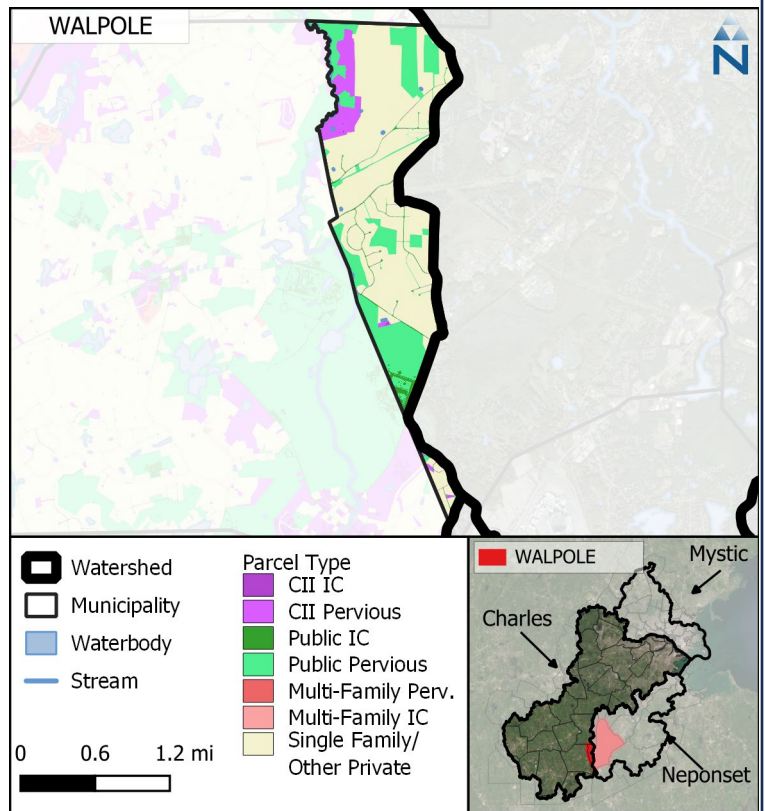 WALPOLE
N
Watershed
Municipality
Waterbody
Stream
0 0.6 1.2 mi
Parcel Type
CII IC
CII Pervious
Public IC
Public Pervious
Multi-Family Perv.
Multi-Family IC
Single Family/
Other Private
WALPOLE
Mystic
Charles
Neponset